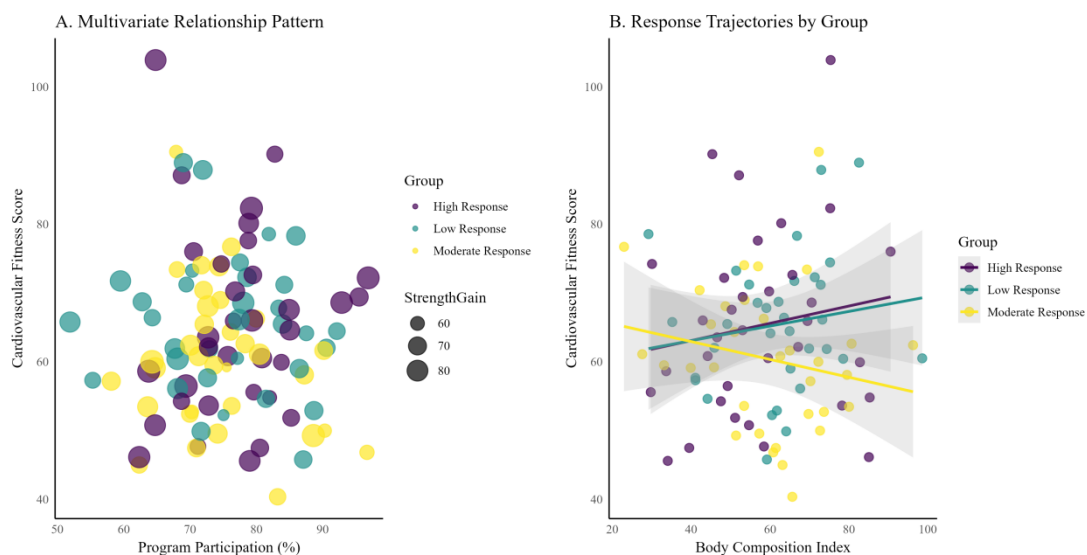 A. Multivariate Relationship Pattern
100
80
60
40
Cardiovascular Fitness Score
50 60 70 80 90
Program Participation (%)
Group
High Response
Low Response
Moderate Response
StrengthGain
60
70
80
B. Response Trajectories by Group
100
80
60
40
Cardiovascular Fitness Score
20 40 60 80 100
Body Composition Index
Group
High Response
Low Response
Moderate Response